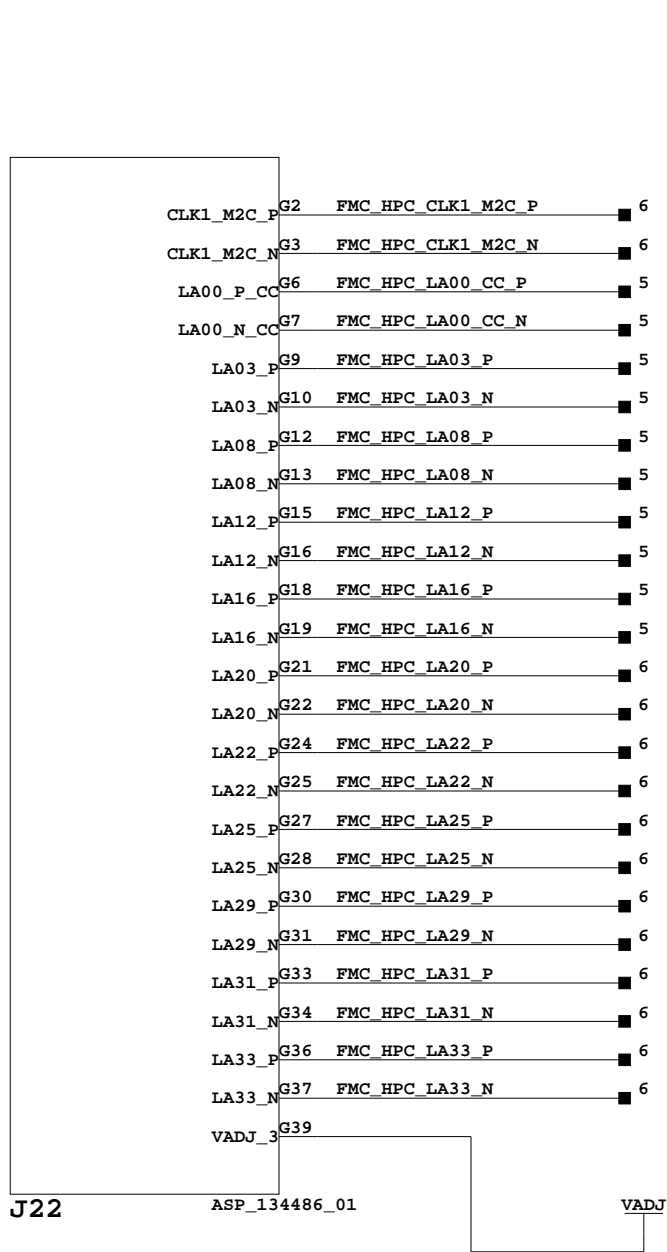 CLK1_M2C_P G2 FMC_HPC_CLK1_M2C_P 6
CLK1_M2C_N G3 FMC_HPC_CLK1_M2C_N 6
LA00_P_CC G6 FMC_HPC_LA00_CC_P 5
LA00_N_CC G7 FMC_HPC_LA00_CC_N 5
LA03_P G9 FMC_HPC_LA03_P 5
LA03_N G10 FMC_HPC_LA03_N 5
LA08_P G12 FMC_HPC_LA08_P 5
LA08_N G13 FMC_HPC_LA08_N 5
LA12_P G15 FMC_HPC_LA12_P 5
LA12_N G16 FMC_HPC_LA12_N 5
LA16_P G18 FMC_HPC_LA16_P 5
LA16_N G19 FMC_HPC_LA16_N 5
LA20_P G21 FMC_HPC_LA20_P 6
LA20_N G22 FMC_HPC_LA20_N 6
LA22_P G24 FMC_HPC_LA22_P 6
LA22_N G25 FMC_HPC_LA22_N 6
LA25_P G27 FMC_HPC_LA25_P 6
LA25_N G28 FMC_HPC_LA25_N 6
LA29_P G30 FMC_HPC_LA29_P 6
LA29_N G31 FMC_HPC_LA29_N 6
LA31_P G33 FMC_HPC_LA31_P 6
LA31_N G34 FMC_HPC_LA31_N 6
LA33_P G36 FMC_HPC_LA33_P 6
LA33_N G37 FMC_HPC_LA33_N 6
VADJ_3 G39
J22 ASP_134486_01 VADJ